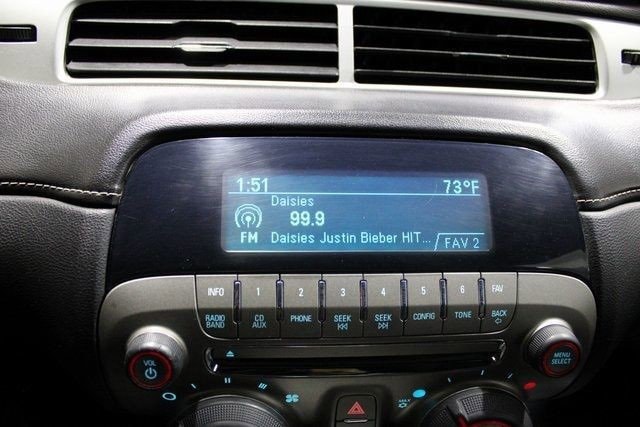 1:51 73°F
Daisies
99.9
FM Daisies Justin Bieber HIT... FAV 2
INFO 1 2 3 4 5 6 FAV
RADIO BAND CD AUX PHONE SEEK SEEK CONFIG TONE BACK
VOL
MENU SELECT